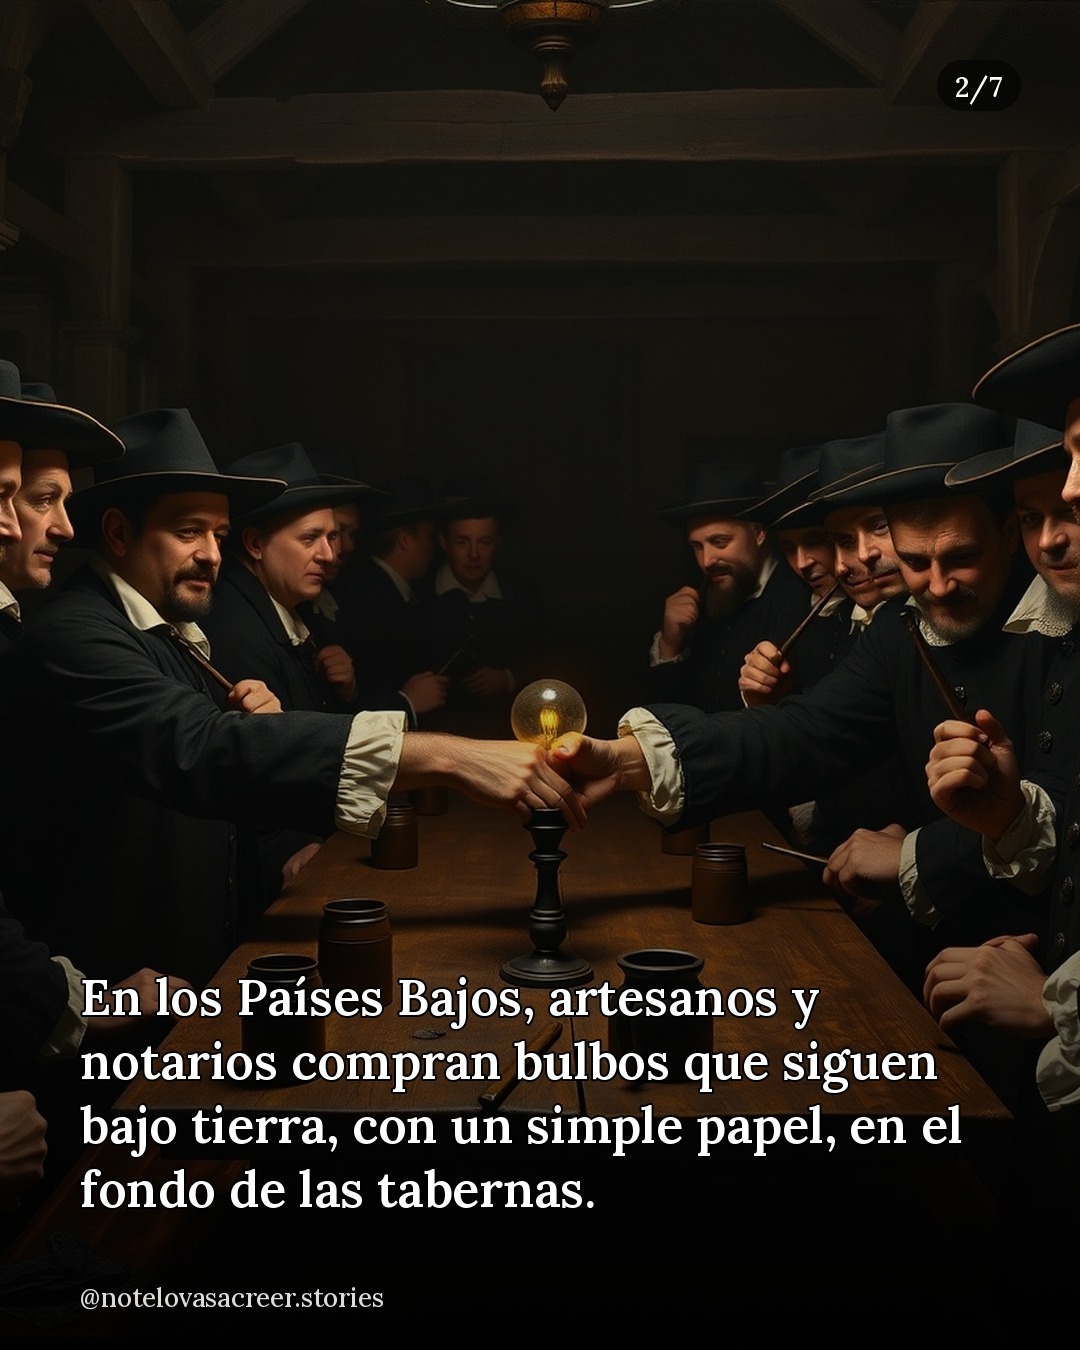 2/7
En los Países Bajos, artesanos y
notarios compran bulbos que siguen
bajo tierra, con un simple papel, en el
fondo de las tabernas.
@notelovasacreer.stories